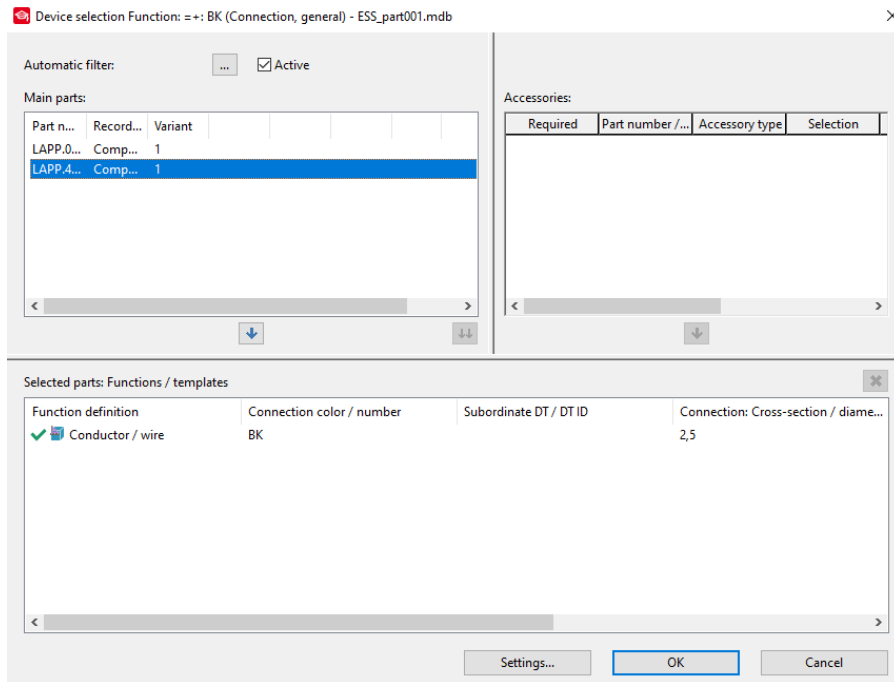 Device selection Function: =+: BK (Connection, general) - ESS_part001.mdb
Automatic filter:
...
Active
Main parts:
Part n... Record... Variant
LAPP.0... Comp... 1
LAPP.4... Comp... 1
Accessories:
Required Part number /... Accessory type Selection
Selected parts: Functions / templates
Function definition Connection color / number Subordinate DT / DT ID Connection: Cross-section / diame...
Conductor / wire BK 2,5
Settings... OK Cancel